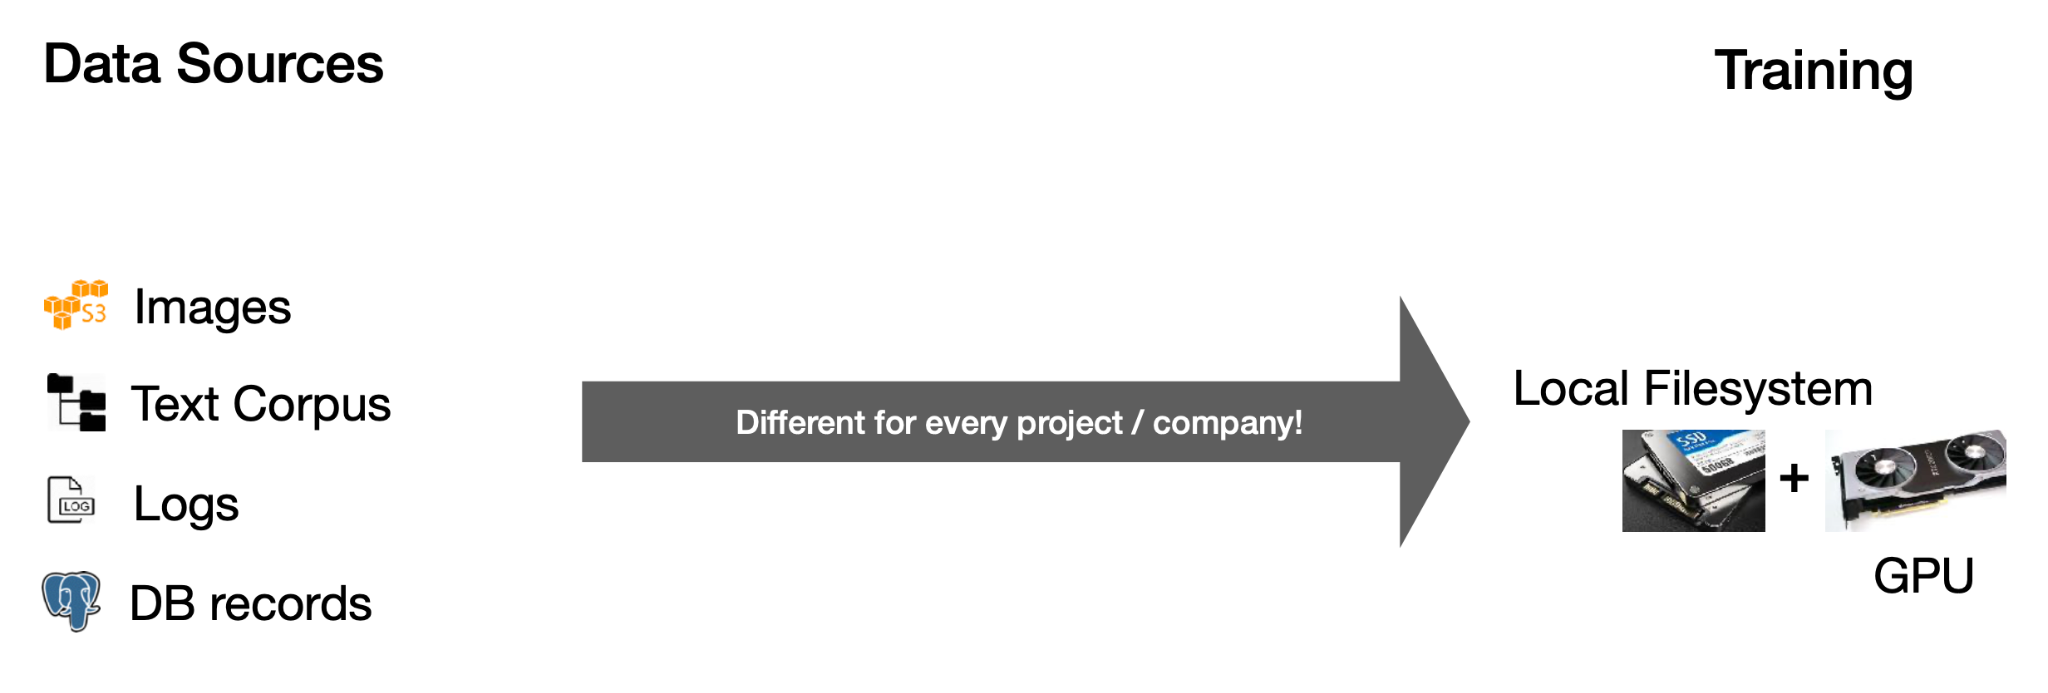 Data Sources
Training
S3
Images
Text Corpus
LOG
Logs
DB records
Different for every project / company!
Local Filesystem
SSD
+
GPU